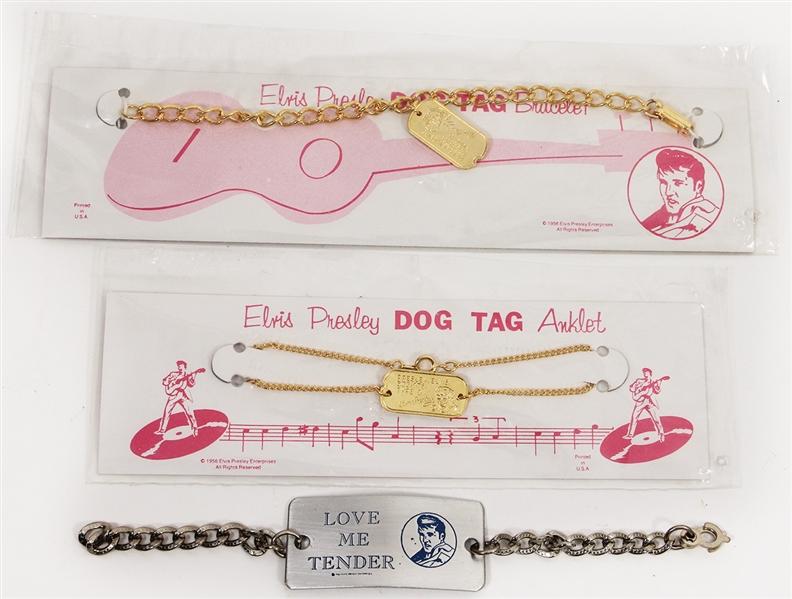 Elvis Presley DOG TAG Bracelet
Printed
in
U.S.A
© 1956 Elvis Presley Enterprises
All Rights Reserved
Elvis Presley DOG TAG Anklet
3
© 1956 Elvis Presley Enterprises
All Rights Reserved
Printed
in
U.S.A
LOVE
ME
TENDER